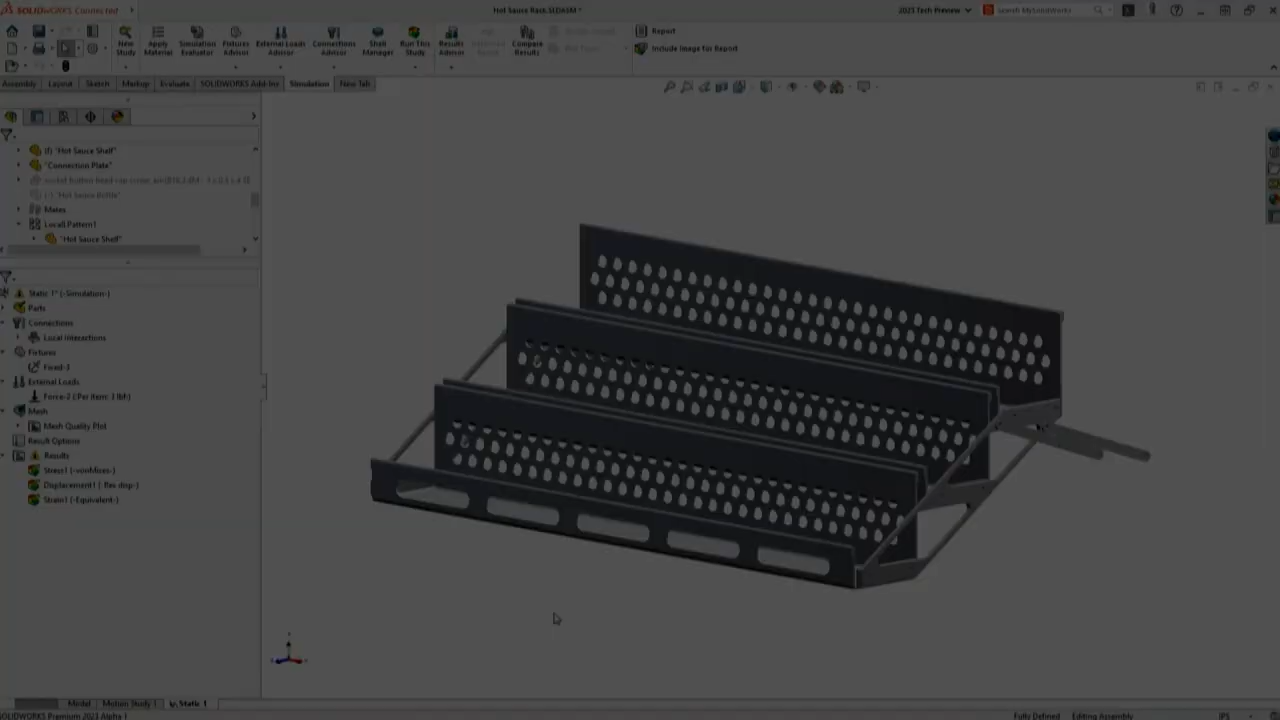 SOLIDWORKS Connected
Hot Sauce Rack.SLDASM *
2023 Tech Preview
Search MySolidWorks
New Study
Apply Material
Simulation Evaluator
Fixtures Advisor
External Loads Advisor
Connections Advisor
Shell Manager
Run This Study
Results Advisor
Compare Results
Report
Include Image for Report
Assembly
Layout
Sketch
Markup
Evaluate
SOLIDWORKS Add-Ins
Simulation
New Tab
(f) "Hot Sauce Shelf"
"Connection Plate"
(-) "Hot Sauce Bottle"
Mates
LocalLPattern1
"Hot Sauce Shelf"
Static 1* (-Simulation-)
Parts
Connections
Local Interactions
Fixtures
Fixed-3
External Loads
Force-2 (:Per item: 3 lbf:)
Mesh
Mesh Quality Plot
Result Options
Results
Stress1 (-vonMises-)
Displacement1 (-Res disp-)
Strain1 (-Equivalent-)
Model
Motion Study 1
Static 1
SOLIDWORKS Premium 2023 Alpha 1
Fully Defined
Editing Assembly
IPS